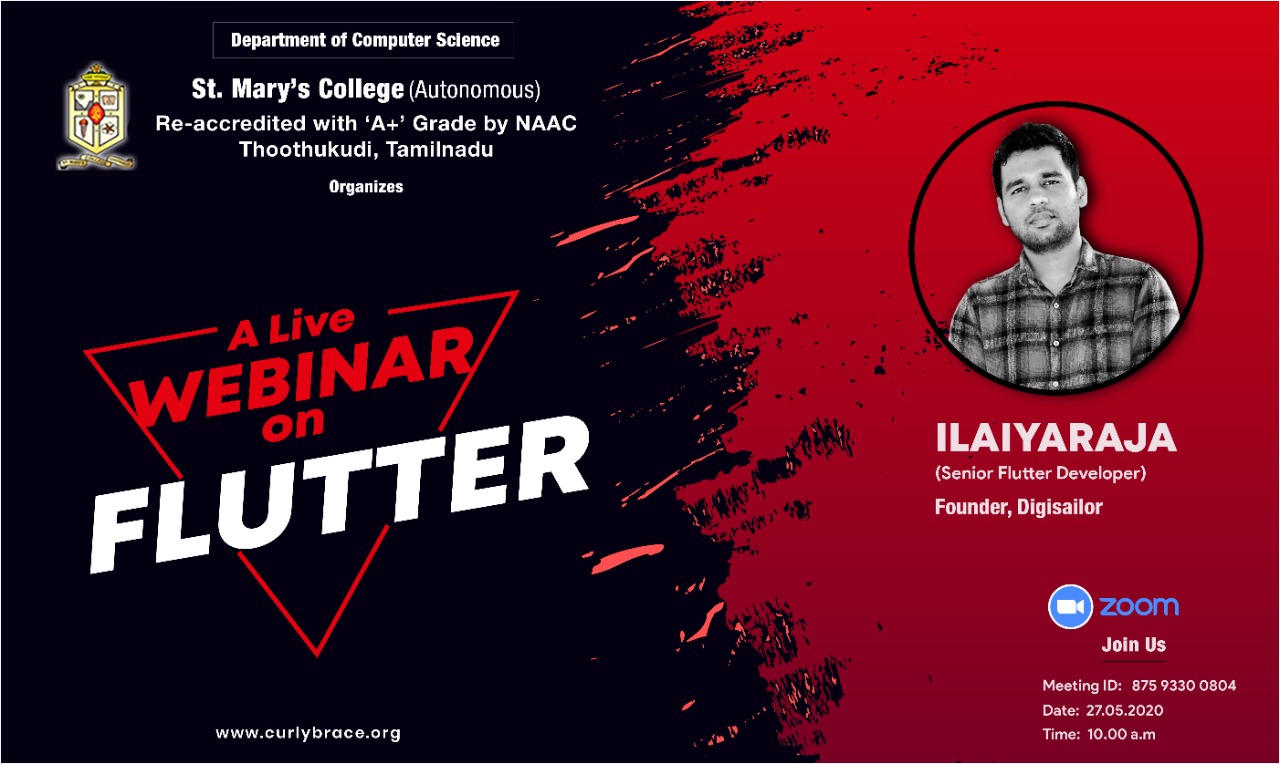 Department of Computer Science
St. Mary's College (Autonomous)
Re-accredited with ‘A+’ Grade by NAAC
Thoothukudi, Tamilnadu
Organizes
A Live
WEBINAR
on
FLUTTER
www.curlybrace.org
ILAIYARAJA
(Senior Flutter Developer)
Founder, Digisailor
zoom
Join Us
Meeting ID: 875 9330 0804
Date: 27.05.2020
Time: 10.00 a.m